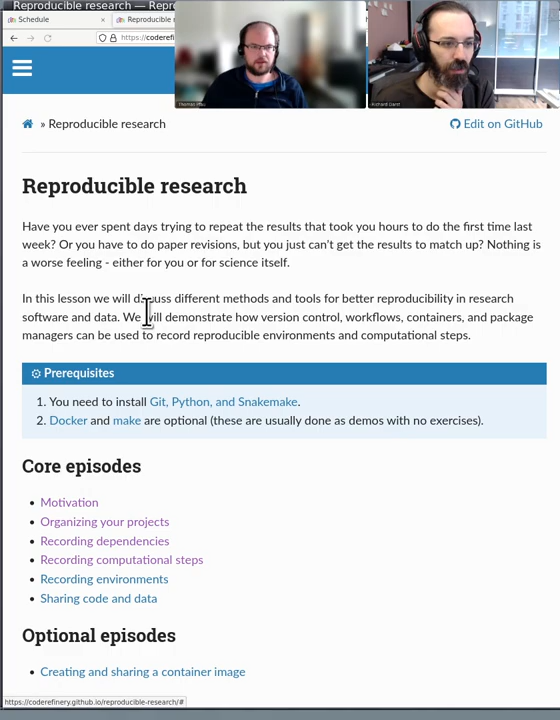 Reproducible research — Repr
Schedule
Reproducible r
https://coderefi
Richard Darst
» Reproducible research
Edit on GitHub
Reproducible research
Have you ever spent days trying to repeat the results that took you hours to do the first time last
week? Or you have to do paper revisions, but you just can't get the results to match up? Nothing is
a worse feeling - either for you or for science itself.
In this lesson we will discuss different methods and tools for better reproducibility in research
software and data. We will demonstrate how version control, workflows, containers, and package
managers can be used to record reproducible environments and computational steps.
Prerequisites
1. You need to install Git, Python, and Snakemake.
2. Docker and make are optional (these are usually done as demos with no exercises).
Core episodes
Motivation
Organizing your projects
Recording dependencies
Recording computational steps
Recording environments
Sharing code and data
Optional episodes
Creating and sharing a container image
https://coderefinery.github.io/reproducible-research/#